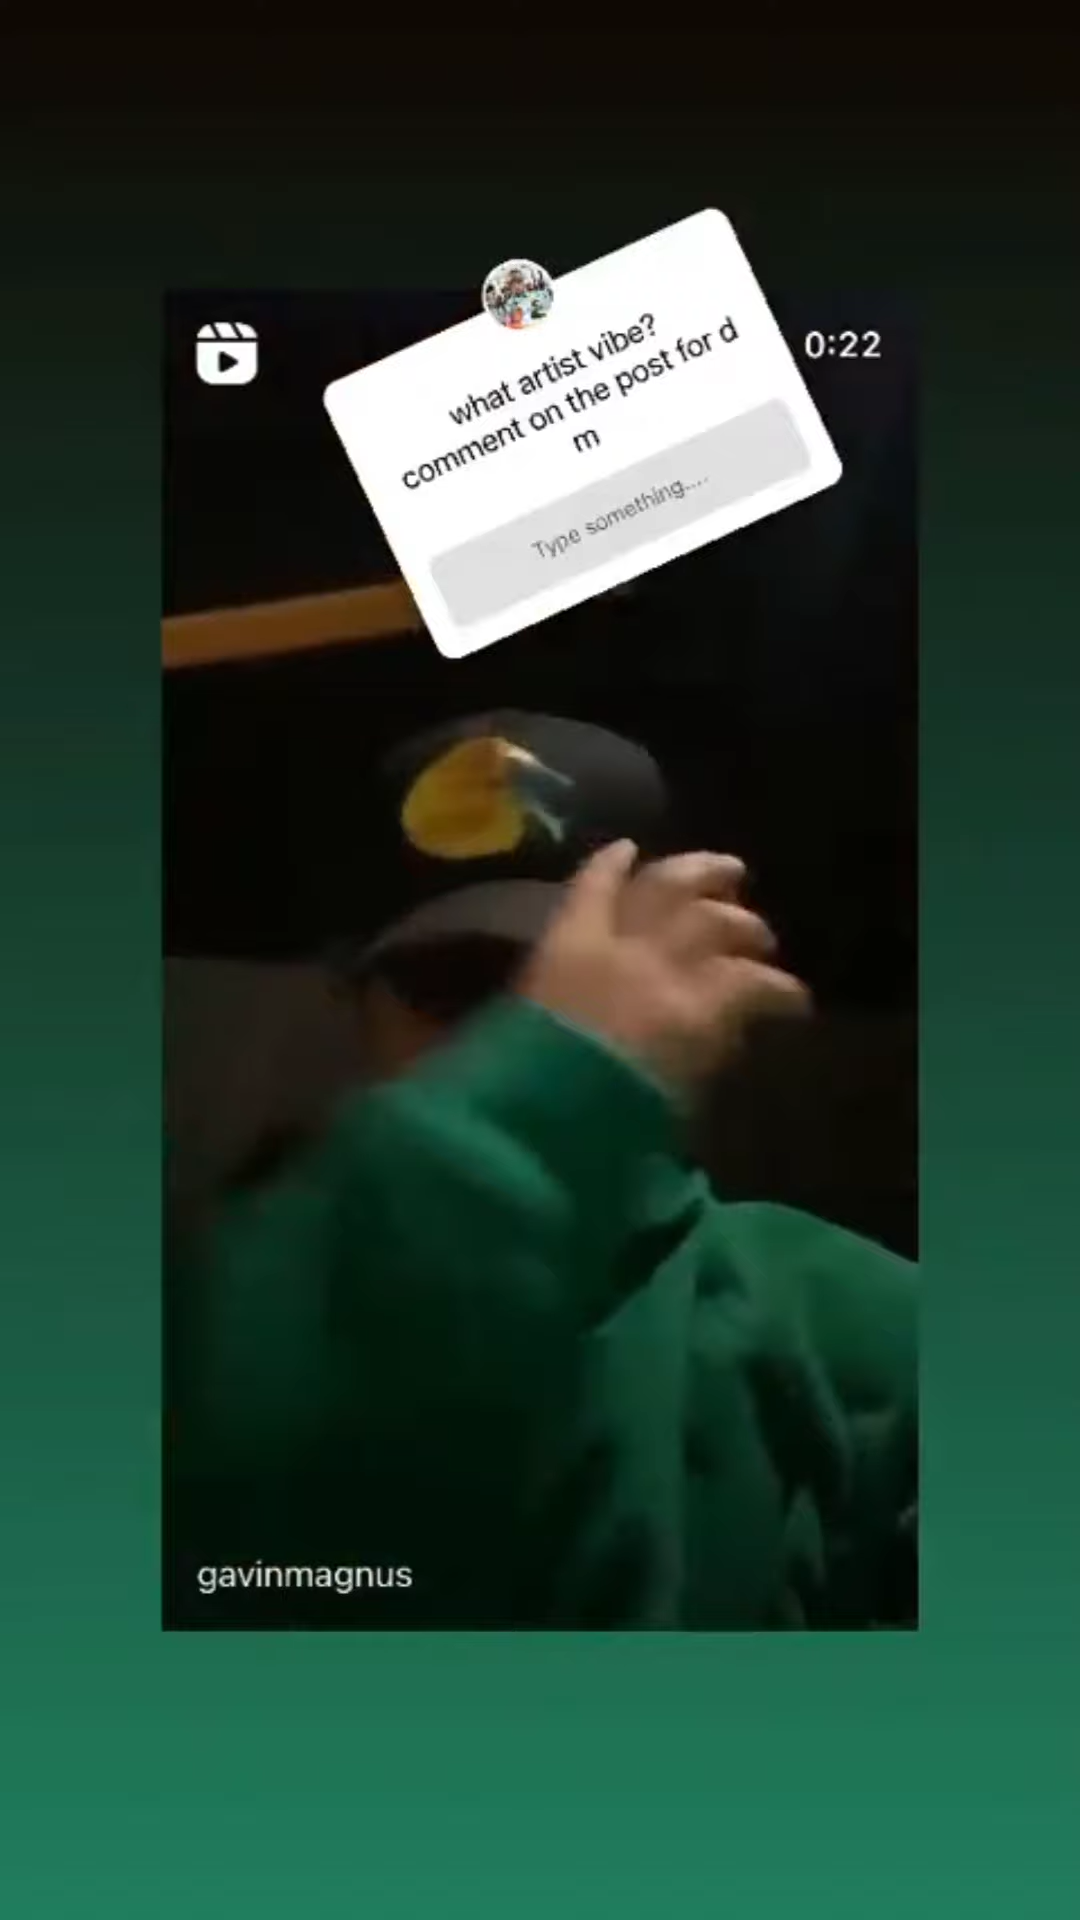 0:22
what artist vibe?
comment on the post for d
m
Type something....
gavinmagnus